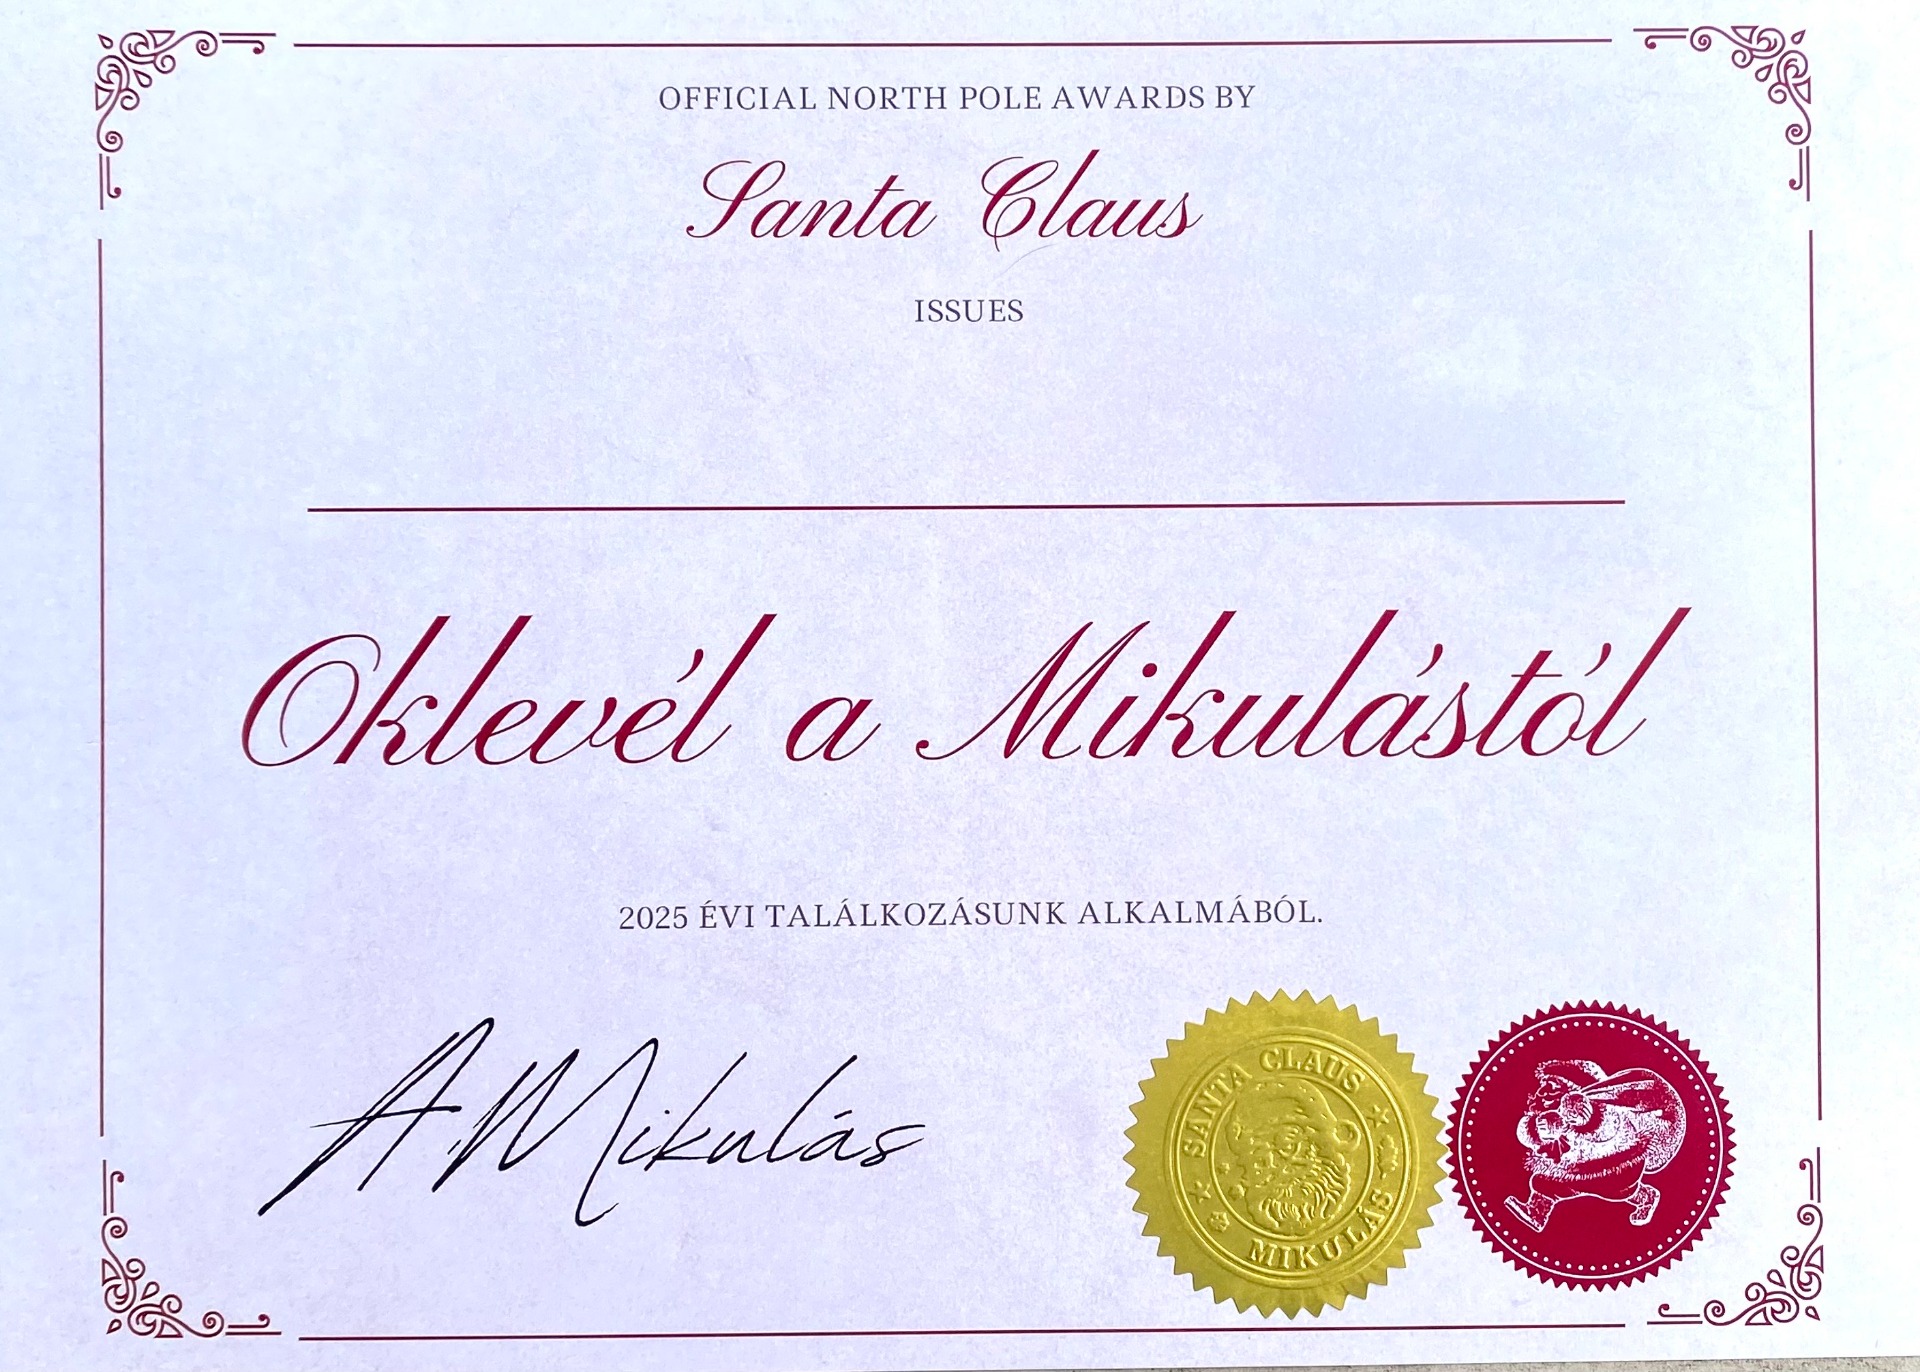 OFFICIAL NORTH POLE AWARDS BY
Santa Claus
ISSUES
Oklevél a Mikulástól
2025 ÉVI TALÁLKOZÁSUNK ALKALMÁBÓL.
A Mikulás
SANTA CLAUS
MIKULÁS